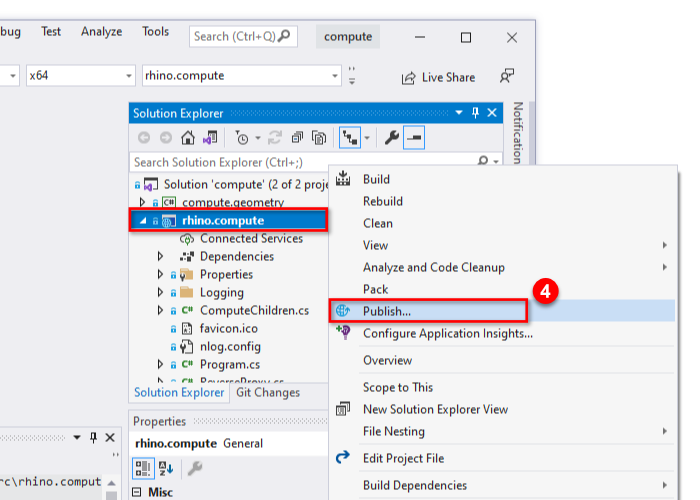 bug Test Analyze Tools Search (Ctrl+Q) compute
x64 rhino.compute Live Share
Solution Explorer
Notification
Search Solution Explorer (Ctrl+;)
Solution 'compute' (2 of 2 proje
C# compute.geometry
rhino.compute
Connected Services
Dependencies
Properties
Logging
C# ComputeChildren.cs
favicon.ico
nlog.config
C# Program.cs
C# ReverseProxy.cs
Solution Explorer Git Changes
Properties
rhino.compute General
Misc
rc\rhino.comput
Build
Rebuild
Clean
View
Analyze and Code Cleanup
Pack
4
Publish...
Configure Application Insights...
Overview
Scope to This
New Solution Explorer View
File Nesting
Edit Project File
Build Dependencies